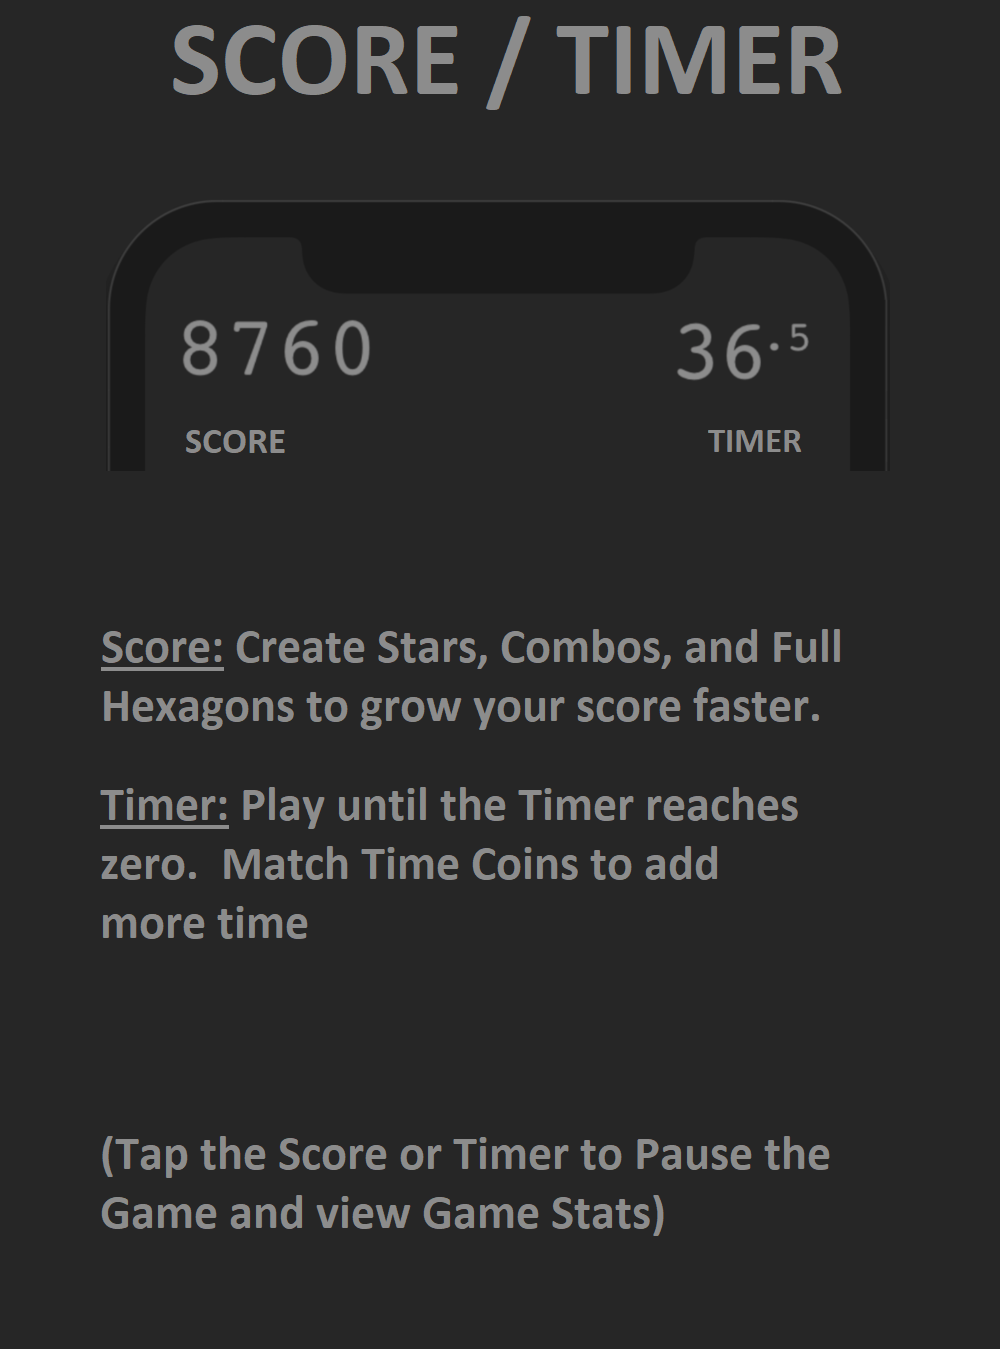 SCORE / TIMER
8760 36.5
SCORE TIMER
Score: Create Stars, Combos, and Full
Hexagons to grow your score faster.
Timer: Play until the Timer reaches
zero.  Match Time Coins to add
more time
(Tap the Score or Timer to Pause the
Game and view Game Stats)